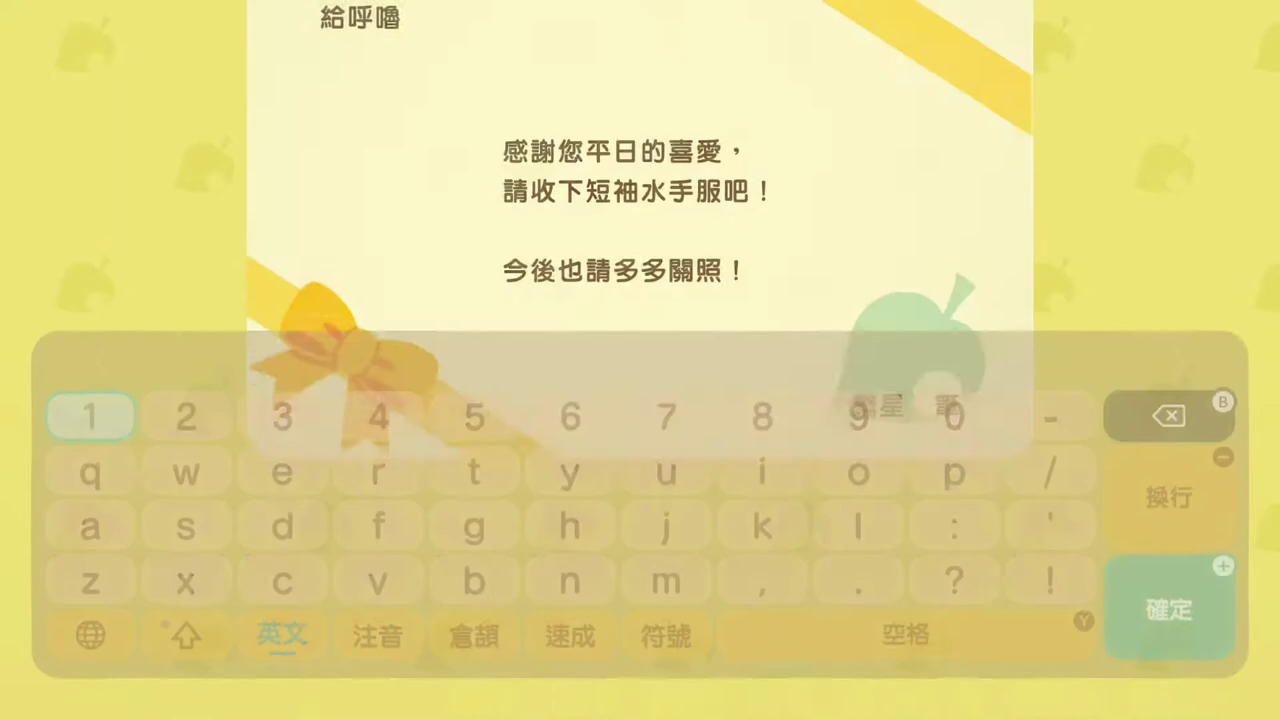 給呼嚕
感謝您平日的喜愛，
請收下短袖水手服吧！
今後也請多多關照！
1 2 3 4 5 6 7 8 9 0 - B
q w e r t y u i o p / 換行
a s d f g h j k l : '
z x c v b n m , . ? ! 確定
英文 注音 倉頡 速成 符號 空格 Y